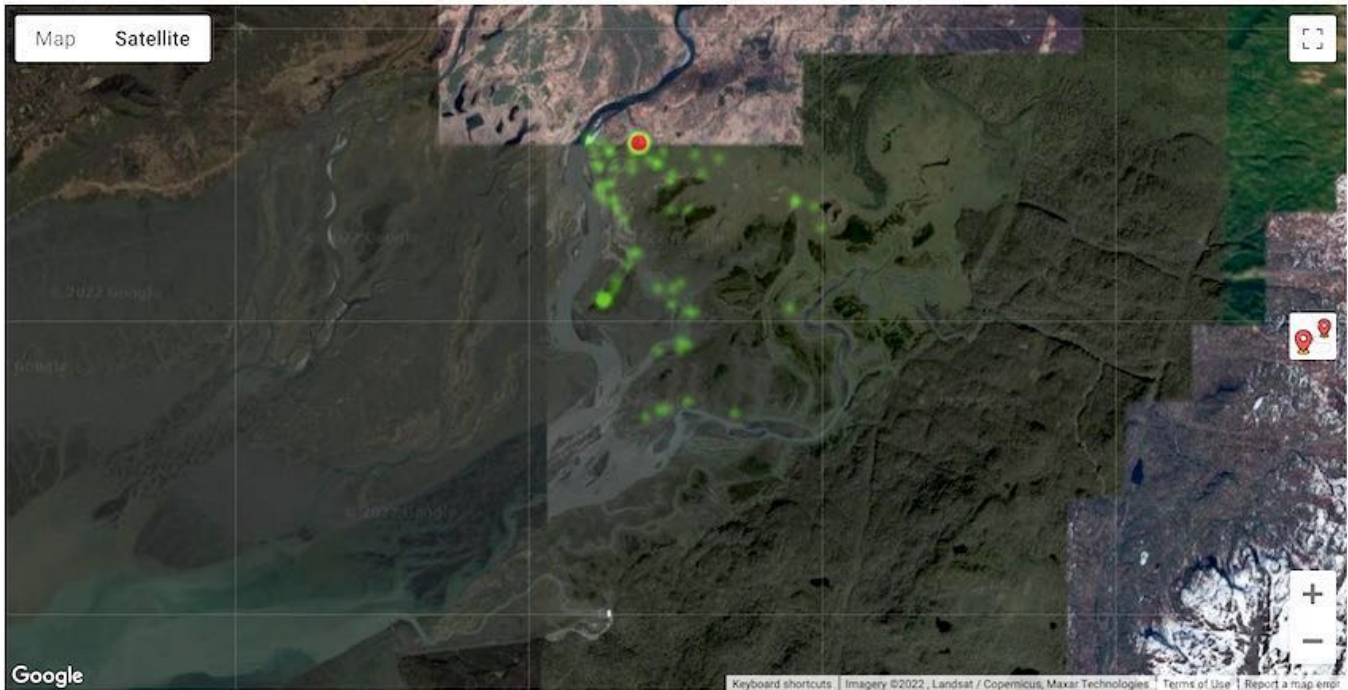 Map Satellite
© 2022 Google
Google
© 2022 Google
Google
Keyboard shortcuts Imagery ©2022 , Landsat / Copernicus, Maxar Technologies Terms of Use Report a map error